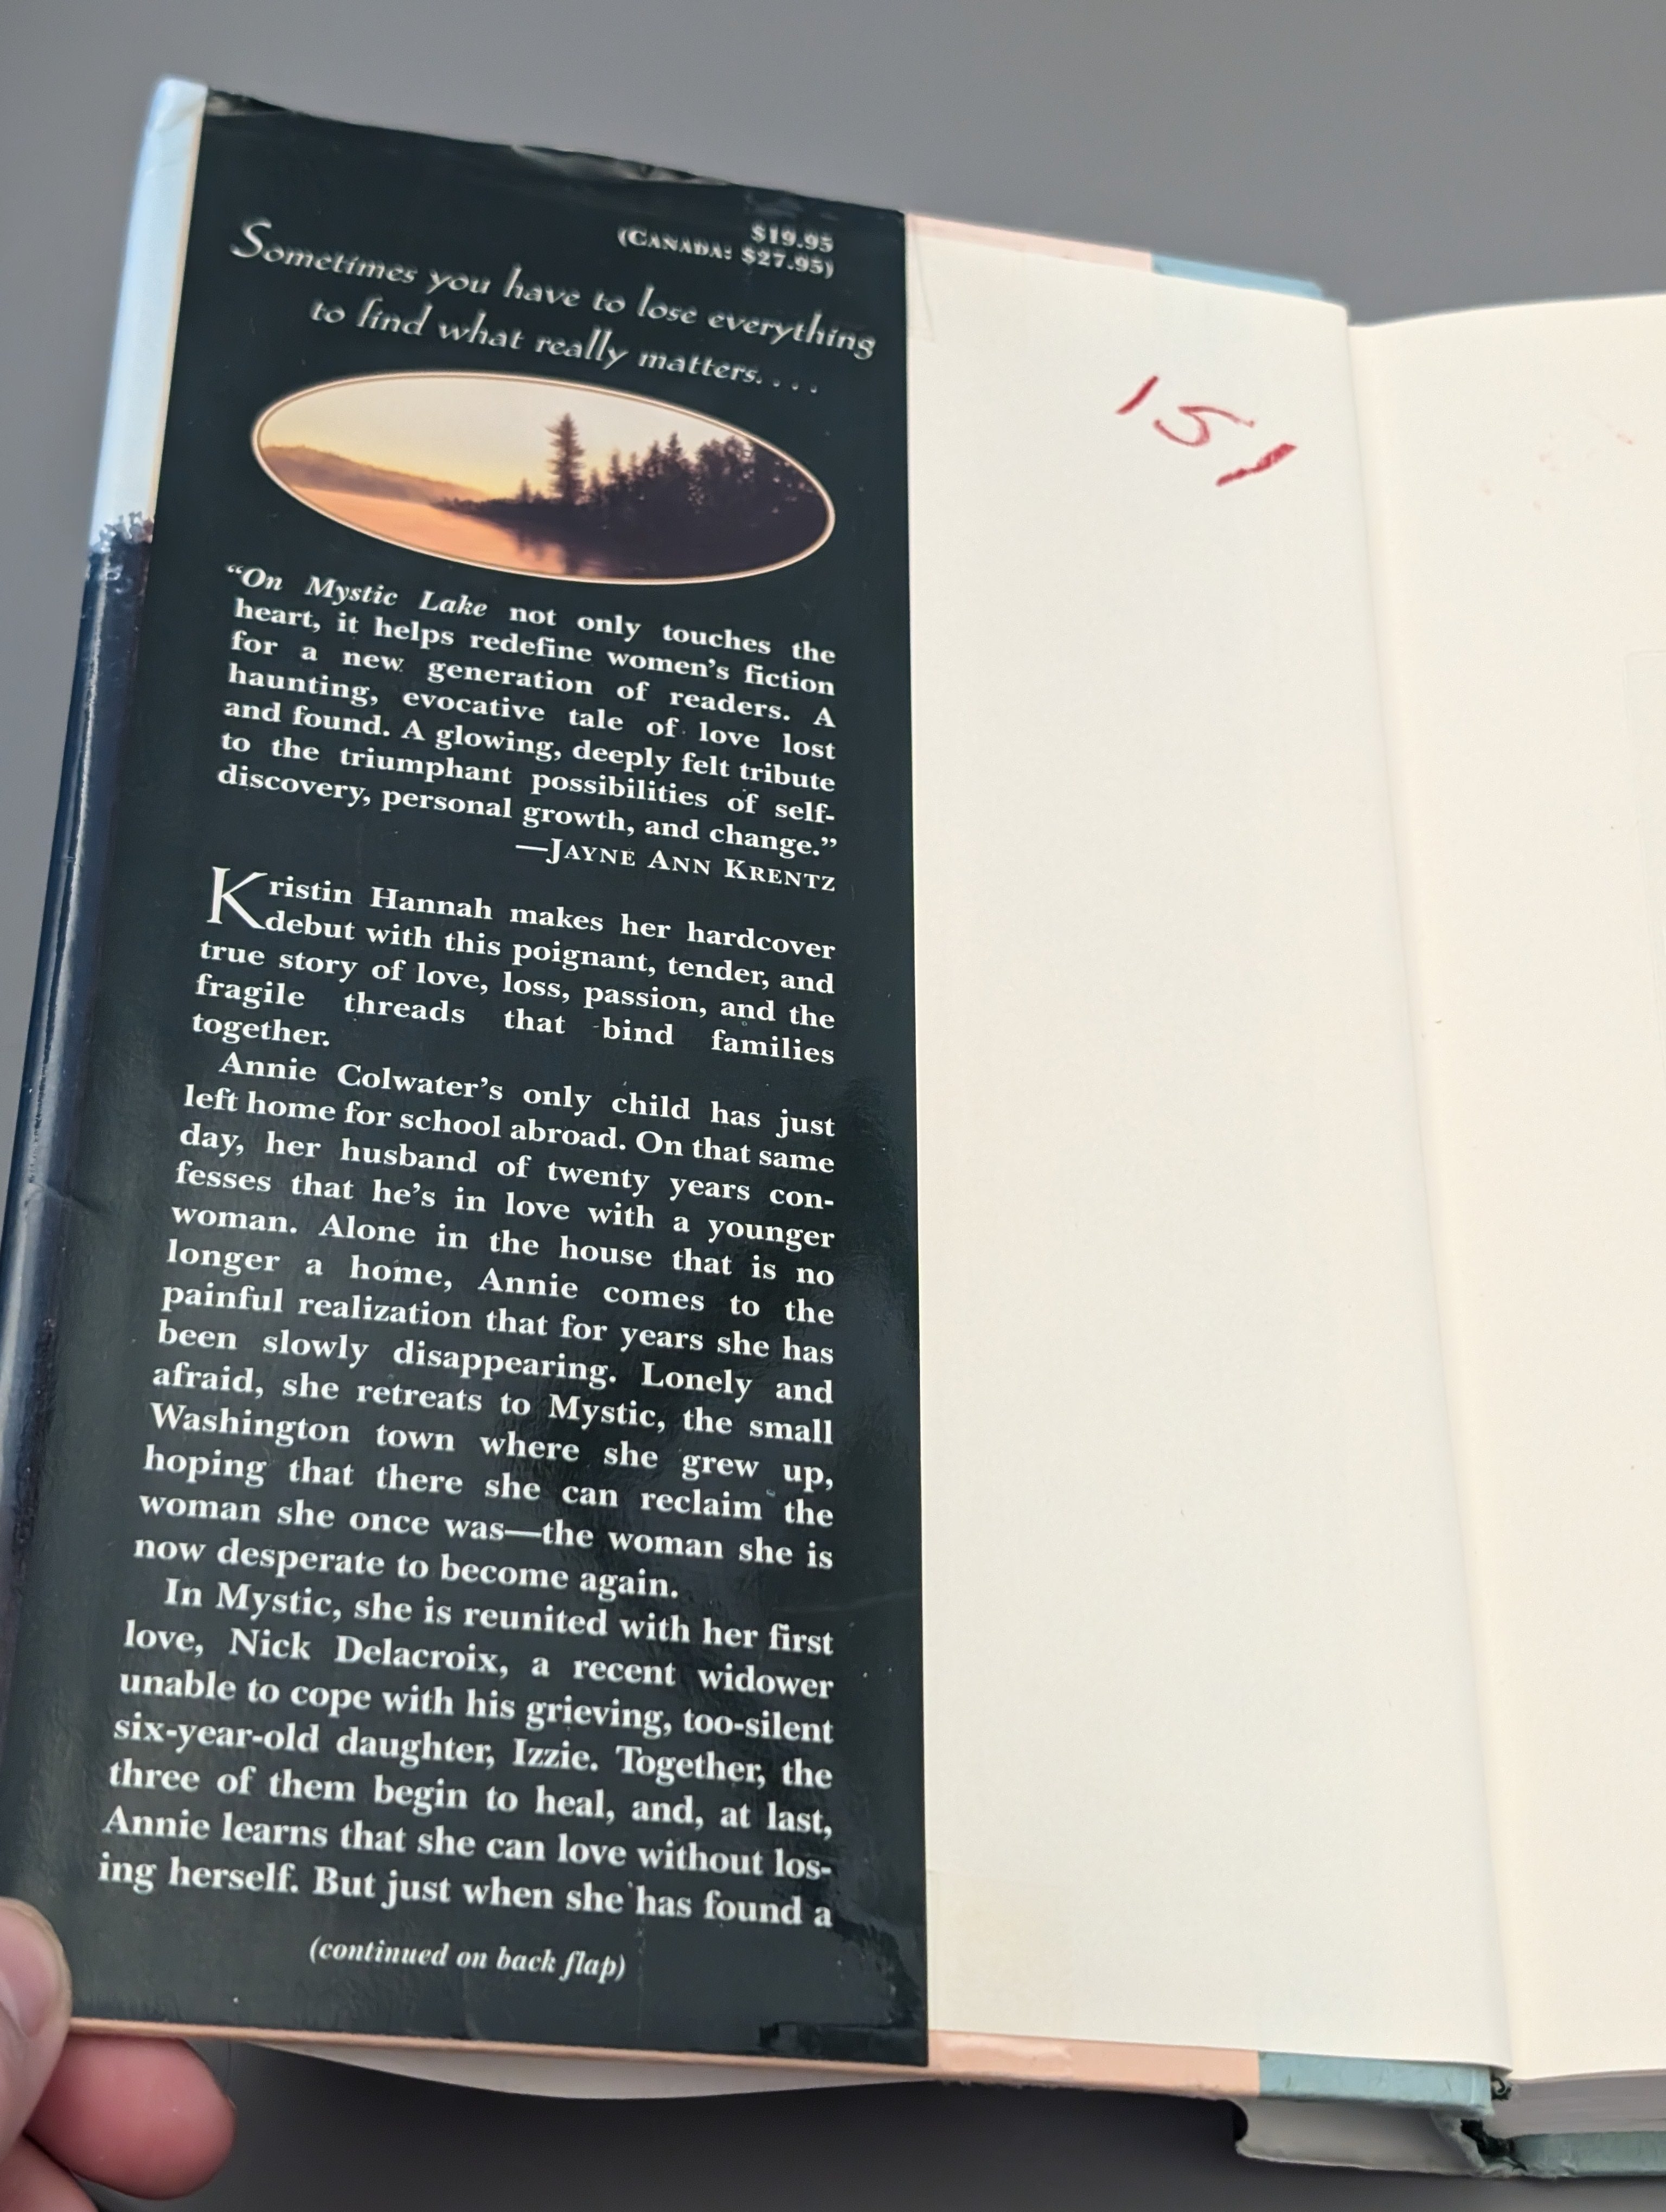 $19.95
(CANADA: $27.95)
Sometimes you have to lose everything
to find what really matters. . . .
“On Mystic Lake not only touches the
heart, it helps redefine women’s fiction
for a new generation of readers. A
haunting, evocative tale of love lost
and found. A glowing, deeply felt tribute
to the triumphant possibilities of self-
discovery, personal growth, and change.”
—JAYNE ANN KRENTZ
Kristin Hannah makes her hardcover
debut with this poignant, tender, and
true story of love, loss, passion, and the
fragile threads that bind families
together.
Annie Colwater’s only child has just
left home for school abroad. On that same
day, her husband of twenty years con-
fesses that he’s in love with a younger
woman. Alone in the house that is no
longer a home, Annie comes to the
painful realization that for years she has
been slowly disappearing. Lonely and
afraid, she retreats to Mystic, the small
Washington town where she grew up,
hoping that there she can reclaim the
woman she once was—the woman she is
now desperate to become again.
In Mystic, she is reunited with her first
love, Nick Delacroix, a recent widower
unable to cope with his grieving, too-silent
six-year-old daughter, Izzie. Together, the
three of them begin to heal, and, at last,
Annie learns that she can love without los-
ing herself. But just when she has found a
(continued on back flap)
151